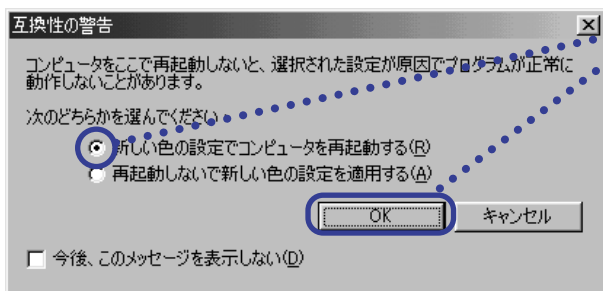 互換性の警告
コンピュータをここで再起動しないと、選択された設定が原因でプログラムが正常に
動作しないことがあります。
次のどちらかを選んでください
新しい色の設定でコンピュータを再起動する(R)
再起動しないで新しい色の設定を適用する(A)
OK キャンセル
今後、このメッセージを表示しない(D)